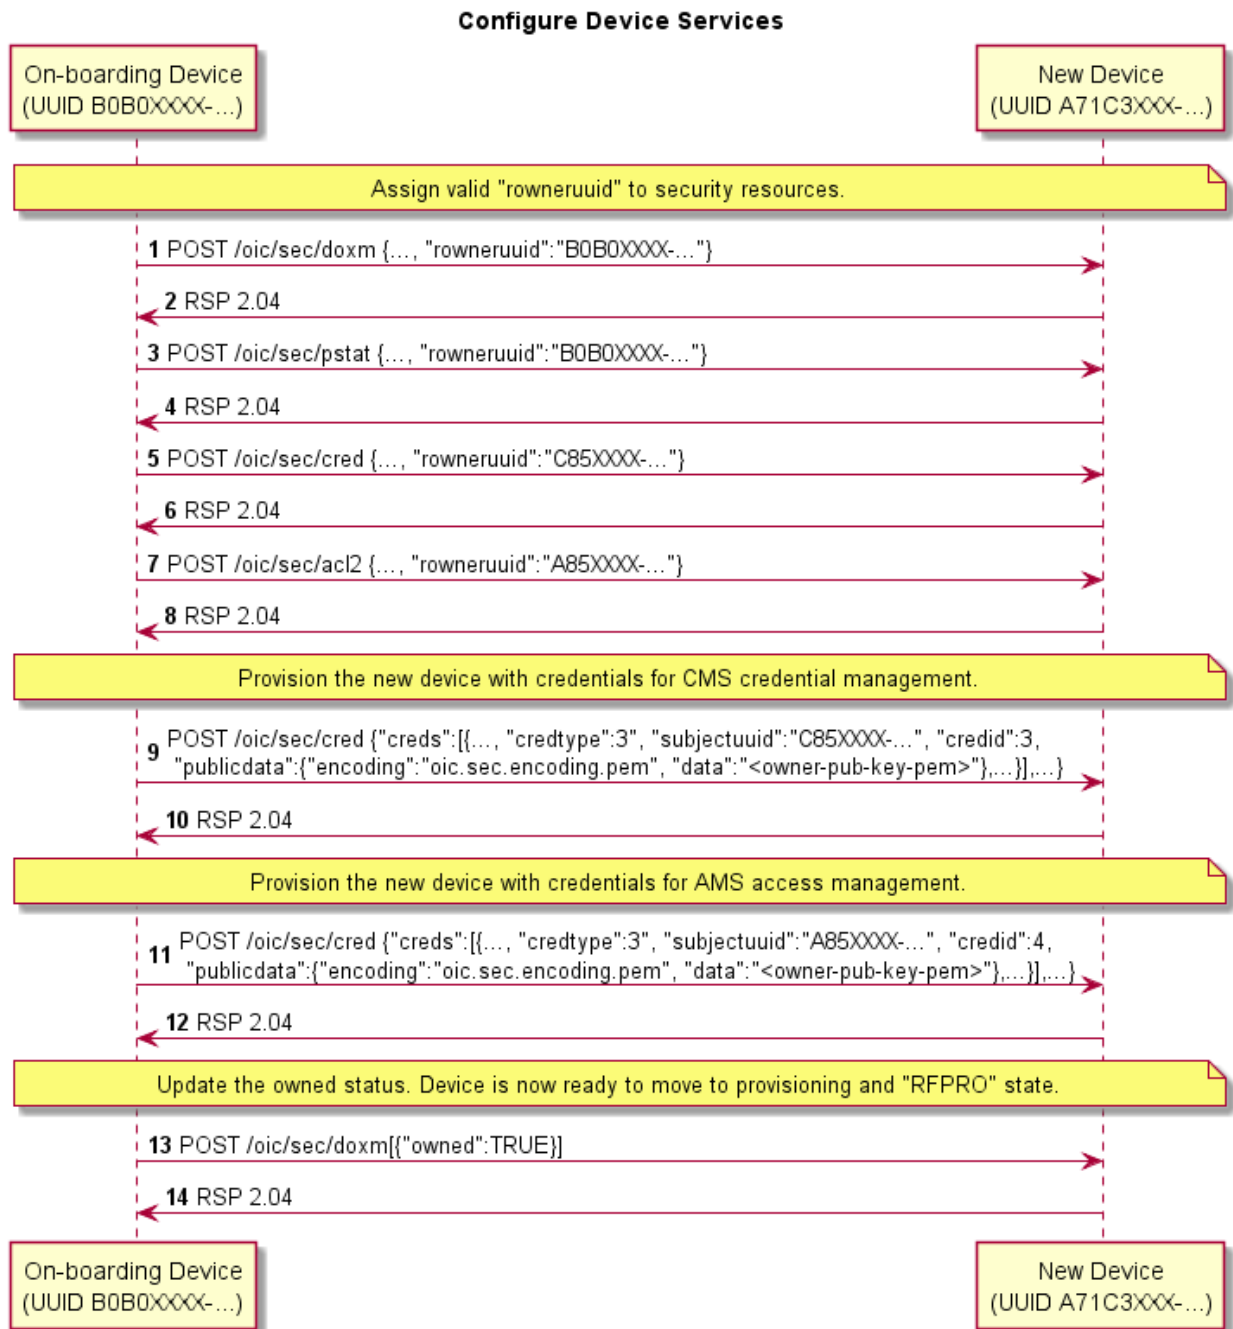 Configure Device Services
On-boarding Device
(UUID B0B0XXXX-...)
New Device
(UUID A71C3XXX-...)
Assign valid "rowneruuid" to security resources.
1 POST /oic/sec/doxm {..., "rowneruuid":"B0B0XXXX-..."}
2 RSP 2.04
3 POST /oic/sec/pstat {..., "rowneruuid":"B0B0XXXX-..."}
4 RSP 2.04
5 POST /oic/sec/cred {..., "rowneruuid":"C85XXXX-..."}
6 RSP 2.04
7 POST /oic/sec/acl2 {..., "rowneruuid":"A85XXXX-..."}
8 RSP 2.04
Provision the new device with credentials for CMS credential management.
9 POST /oic/sec/cred {"creds":[{..., "credtype":3", "subjectuuid":"C85XXXX-...", "credid":3,
"publicdata":{"encoding":"oic.sec.encoding.pem", "data":"<owner-pub-key-pem>"},...}],...}
10 RSP 2.04
Provision the new device with credentials for AMS access management.
11 POST /oic/sec/cred {"creds":[{..., "credtype":3", "subjectuuid":"A85XXXX-...", "credid":4,
"publicdata":{"encoding":"oic.sec.encoding.pem", "data":"<owner-pub-key-pem>"},...}],...}
12 RSP 2.04
Update the owned status. Device is now ready to move to provisioning and "RFPRO" state.
13 POST /oic/sec/doxm[{"owned":TRUE}]
14 RSP 2.04
On-boarding Device
(UUID B0B0XXXX-...)
New Device
(UUID A71C3XXX-...)